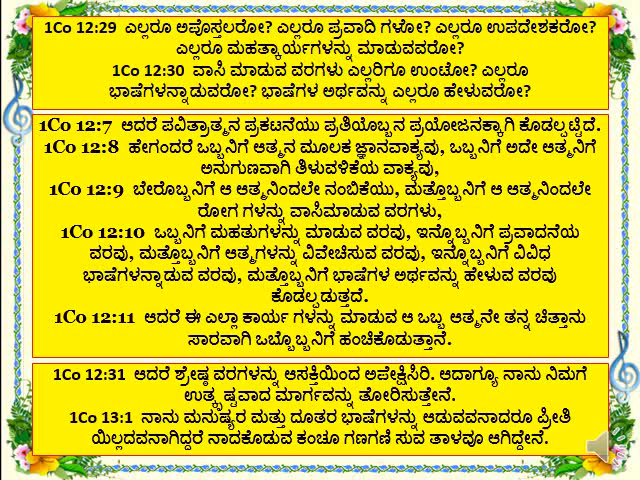 1Co 12:29 ಎಲ್ಲರೂ ಅಪೊಸ್ತಲರೋ? ಎಲ್ಲರೂ ಪ್ರವಾದಿ ಗಳೋ? ಎಲ್ಲರೂ ಉಪದೇಶಕರೋ?
ಎಲ್ಲರೂ ಮಹತ್ಕಾರ್ಯಗಳನ್ನು ಮಾಡುವವರೋ?
1Co 12:30 ವಾಸಿ ಮಾಡುವ ವರಗಳು ಎಲ್ಲರಿಗೂ ಉಂಟೋ? ಎಲ್ಲರೂ
ಭಾಷೆಗಳನ್ನಾಡುವರೋ? ಭಾಷೆಗಳ ಅರ್ಥವನ್ನು ಎಲ್ಲರೂ ಹೇಳುವರೋ?
1Co 12:7 ಆದರೆ ಪವಿತ್ರಾತ್ಮನ ಪ್ರಕಟನೆಯು ಪ್ರತಿಯೊಬ್ಬನ ಪ್ರಯೋಜನಕ್ಕಾಗಿ ಕೊಡಲ್ಪಟ್ಟಿದೆ.
1Co 12:8 ಹೇಗಂದರೆ ಒಬ್ಬನಿಗೆ ಆತ್ಮನ ಮೂಲಕ ಜ್ಞಾನವಾಕ್ಯವು, ಒಬ್ಬನಿಗೆ ಅದೇ ಆತ್ಮನಿಗೆ
ಅನುಗುಣವಾಗಿ ತಿಳುವಳಿಕೆಯ ವಾಕ್ಯವು,
1Co 12:9 ಬೇರೊಬ್ಬನಿಗೆ ಆ ಆತ್ಮನಿಂದಲೇ ನಂಬಿಕೆಯು, ಮತ್ತೊಬ್ಬನಿಗೆ ಆ ಆತ್ಮನಿಂದಲೇ
ರೋಗ ಗಳನ್ನು ವಾಸಿಮಾಡುವ ವರಗಳು,
1Co 12:10 ಒಬ್ಬನಿಗೆ ಮಹತುಗಳನ್ನು ಮಾಡುವ ವರವು, ಇನ್ನೊಬ್ಬನಿಗೆ ಪ್ರವಾದನೆಯ
ವರವು, ಮತ್ತೊಬ್ಬನಿಗೆ ಆತ್ಮಗಳನ್ನು ವಿವೇಚಿಸುವ ವರವು, ಇನ್ನೊಬ್ಬನಿಗೆ ವಿವಿಧ
ಭಾಷೆಗಳನ್ನಾಡುವ ವರವು, ಮತ್ತೊಬ್ಬನಿಗೆ ಭಾಷೆಗಳ ಅರ್ಥವನ್ನು ಹೇಳುವ ವರವು
ಕೊಡಲ್ಪಡುತ್ತದೆ.
1Co 12:11 ಆದರೆ ಈ ಎಲ್ಲಾ ಕಾರ್ಯ ಗಳನ್ನು ಮಾಡುವ ಆ ಒಬ್ಬ ಆತ್ಮನೇ ತನ್ನ ಚಿತ್ತಾನು
ಸಾರವಾಗಿ ಒಬ್ಬೊಬ್ಬನಿಗೆ ಹಂಚಿಕೊಡುತ್ತಾನೆ.
1Co 12:31 ಆದರೆ ಶ್ರೇಷ್ಠ ವರಗಳನ್ನು ಆಸಕ್ತಿಯಿಂದ ಅಪೇಕ್ಷಿಸಿರಿ. ಆದಾಗ್ಯೂ ನಾನು ನಿಮಗೆ
ಉತ್ಕೃಷ್ಟವಾದ ಮಾರ್ಗವನ್ನು ತೋರಿಸುತ್ತೇನೆ.
1Co 13:1 ನಾನು ಮನುಷ್ಯರ ಮತ್ತು ದೂತರ ಭಾಷೆಗಳನ್ನು ಆಡುವವನಾದರೂ ಪ್ರೀತಿ
ಯಿಲ್ಲದವನಾಗಿದ್ದರೆ ನಾದಕೊಡುವ ಕಂಚೂ ಗಣಗಣಿ ಸುವ ತಾಳವೂ ಆಗಿದ್ದೇನೆ.